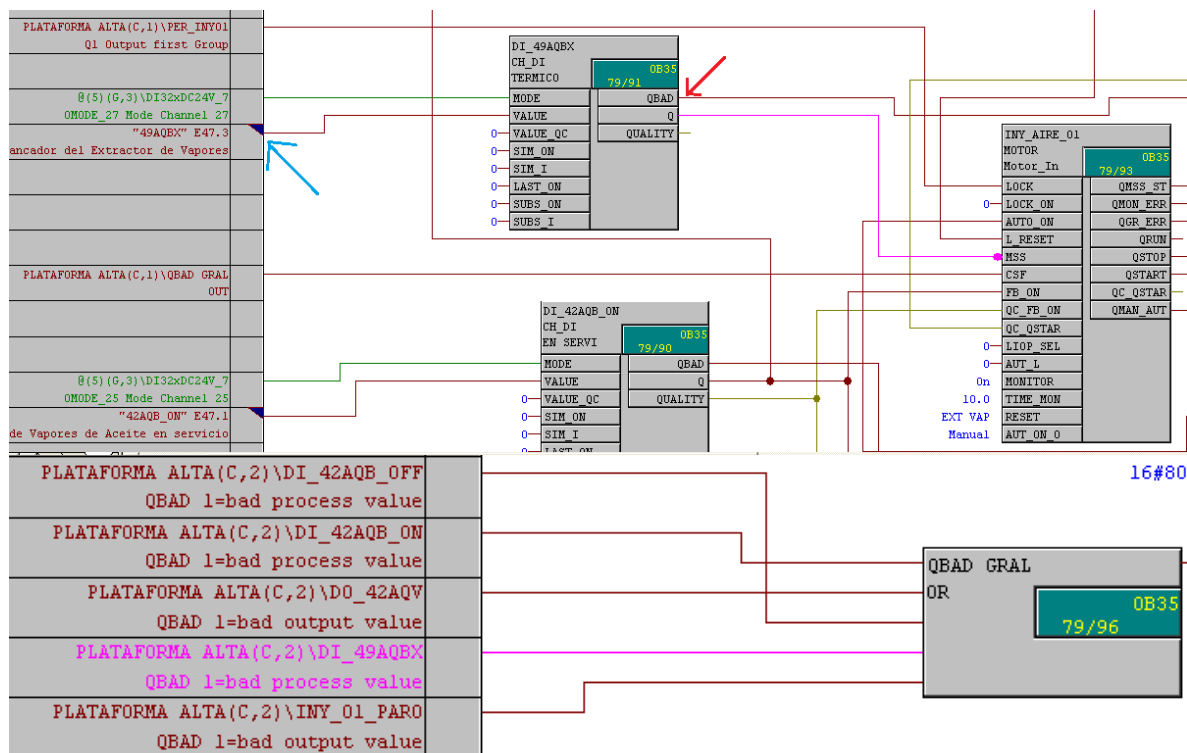 PLATAFORMA ALTA(C,1)\PER_INY01
Q1 Output first Group
@(5)(G,3)\DI32xDC24V_7
OMODE_27 Mode Channel 27
"49AQBX" E47.3
ancador del Extractor de Vapores
PLATAFORMA ALTA(C,1)\QBAD GRAL
OUT
@(5)(G,3)\DI32xDC24V_7
OMODE_25 Mode Channel 25
"42AQB_ON" E47.1
de Vapores de Aceite en servicio
DI_49AQBX
CH_DI
TERMICO
OB35
79/91
MODE
QBAD
VALUE
Q
0
VALUE_QC
QUALITY
0
SIM_ON
0
SIM_I
0
LAST_ON
0
SUBS_ON
0
SUBS_I
DI_42AQB_ON
CH_DI
EN SERVI
OB35
79/90
MODE
QBAD
VALUE
Q
0
VALUE_QC
QUALITY
0
SIM_ON
0
SIM_I
INY_AIRE_01
MOTOR
Motor_In
OB35
79/93
LOCK
QMSS_ST
0
LOCK_ON
QMON_ERR
AUTO_ON
QGR_ERR
L_RESET
QRUN
MSS
QSTOP
CSF
QSTART
FB_ON
QC_QSTAR
QC_FB_ON
QMAN_AUT
QC_QSTAR
0
LIOP_SEL
0
AUT_L
On
MONITOR
10.0
TIME_MON
EXT VAP
RESET
Manual
AUT_ON_O
PLATAFORMA ALTA(C,2)\DI_42AQB_OFF
QBAD 1=bad process value
PLATAFORMA ALTA(C,2)\DI_42AQB_ON
QBAD 1=bad process value
PLATAFORMA ALTA(C,2)\DO_42AQV
QBAD 1=bad output value
PLATAFORMA ALTA(C,2)\DI_49AQBX
QBAD 1=bad process value
PLATAFORMA ALTA(C,2)\INY_01_PARO
QBAD 1=bad output value
16#80
QBAD GRAL
OR
OB35
79/96